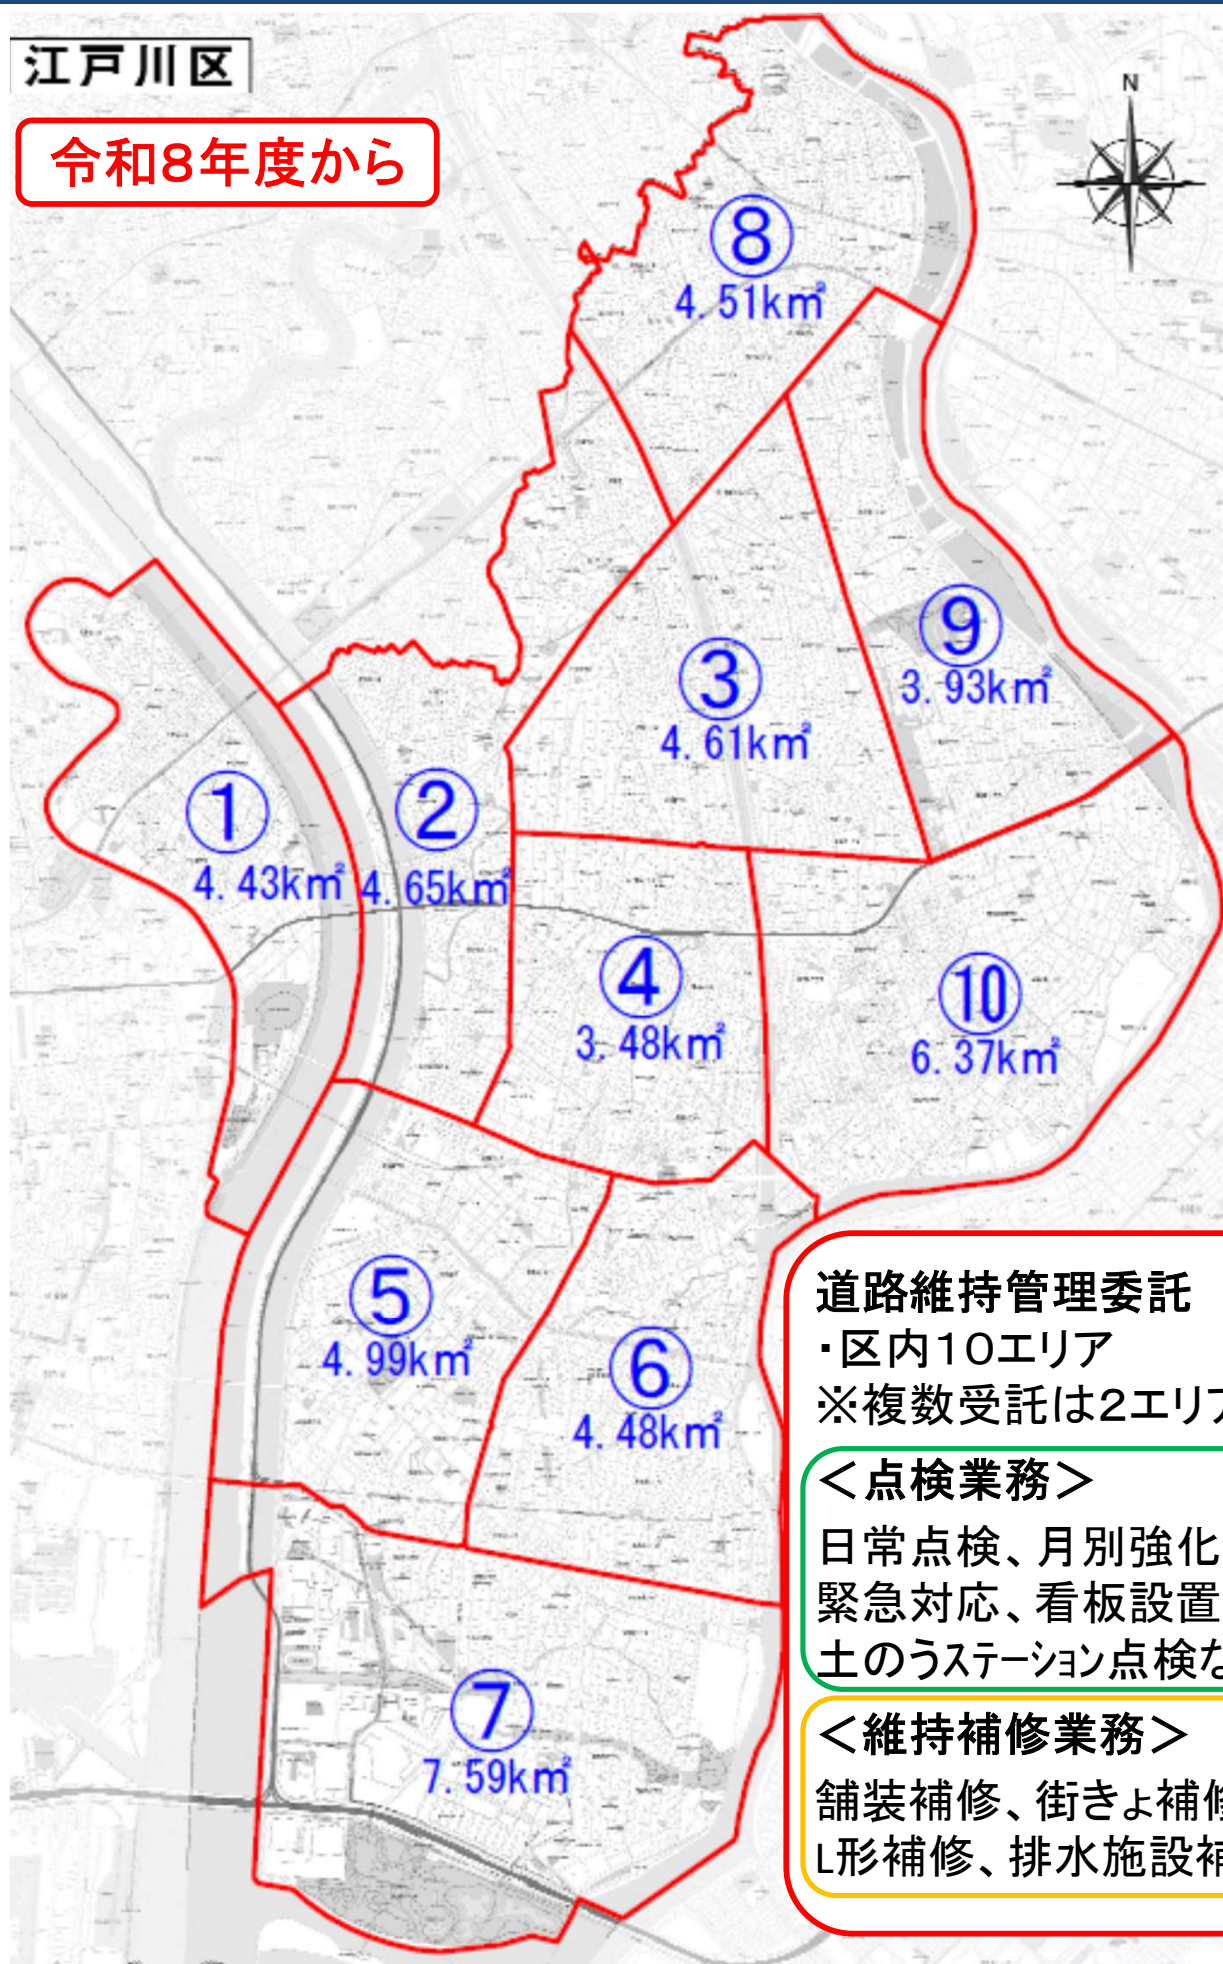 江戸川区
令和8年度から
N
⑧
4.51km²
⑨
3.93km²
③
4.61km²
①
4.43km²
②
4.65km²
④
3.48km²
⑩
6.37km²
⑤
4.99km²
⑥
4.48km²
⑦
7.59km²
道路維持管理委託
・区内10エリア
※複数受託は2エリア
<点検業務>
日常点検、月別強化
緊急対応、看板設置
土のうステーション点検な
<維持補修業務>
舗装補修、街きょ補修
L形補修、排水施設補